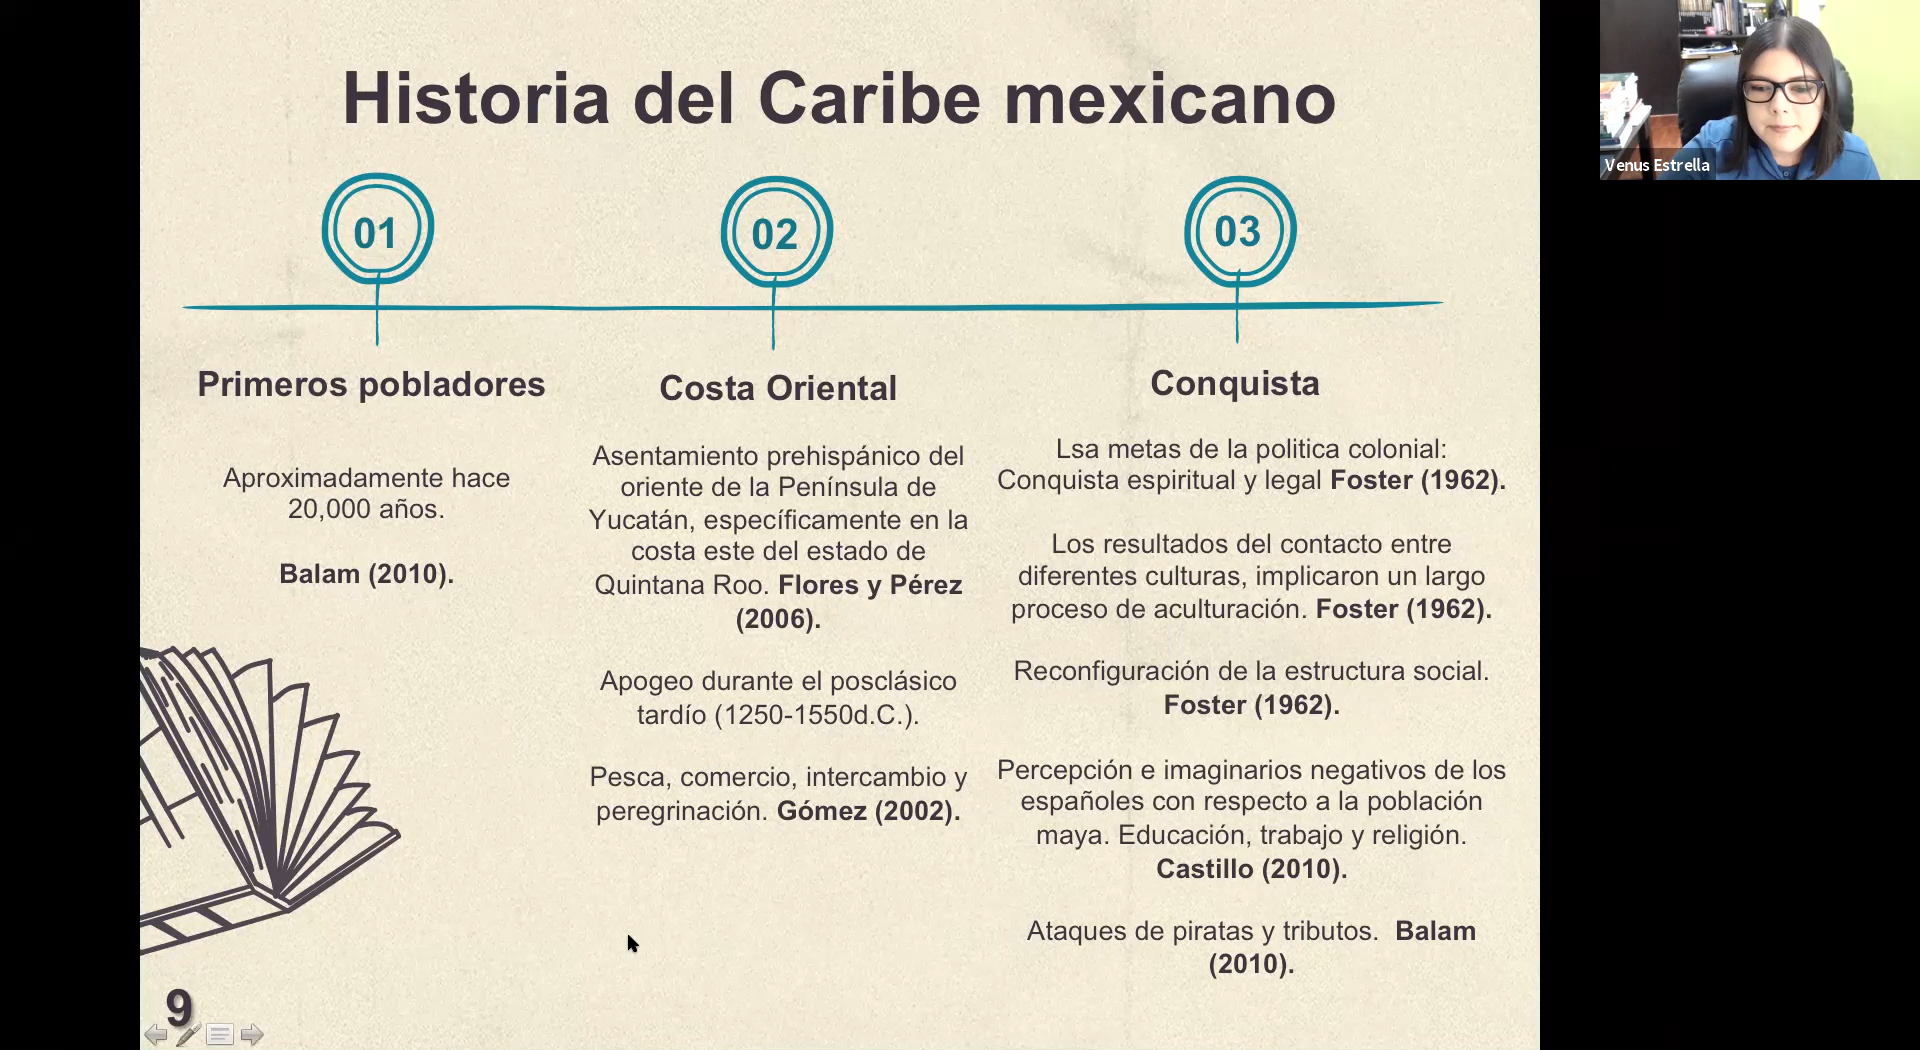 Historia del Caribe mexicano
01
02
03
Primeros pobladores
Aproximadamente hace
20,000 años.
Balam (2010).
Costa Oriental
Asentamiento prehispánico del
oriente de la Península de
Yucatán, específicamente en la
costa este del estado de
Quintana Roo. Flores y Pérez
(2006).
Apogeo durante el posclásico
tardío (1250-1550d.C.).
Pesca, comercio, intercambio y
peregrinación. Gómez (2002).
Conquista
Lsa metas de la politica colonial:
Conquista espiritual y legal Foster (1962).
Los resultados del contacto entre
diferentes culturas, implicaron un largo
proceso de aculturación. Foster (1962).
Reconfiguración de la estructura social.
Foster (1962).
Percepción e imaginarios negativos de los
españoles con respecto a la población
maya. Educación, trabajo y religión.
Castillo (2010).
Ataques de piratas y tributos. Balam
(2010).
9
Venus Estrella